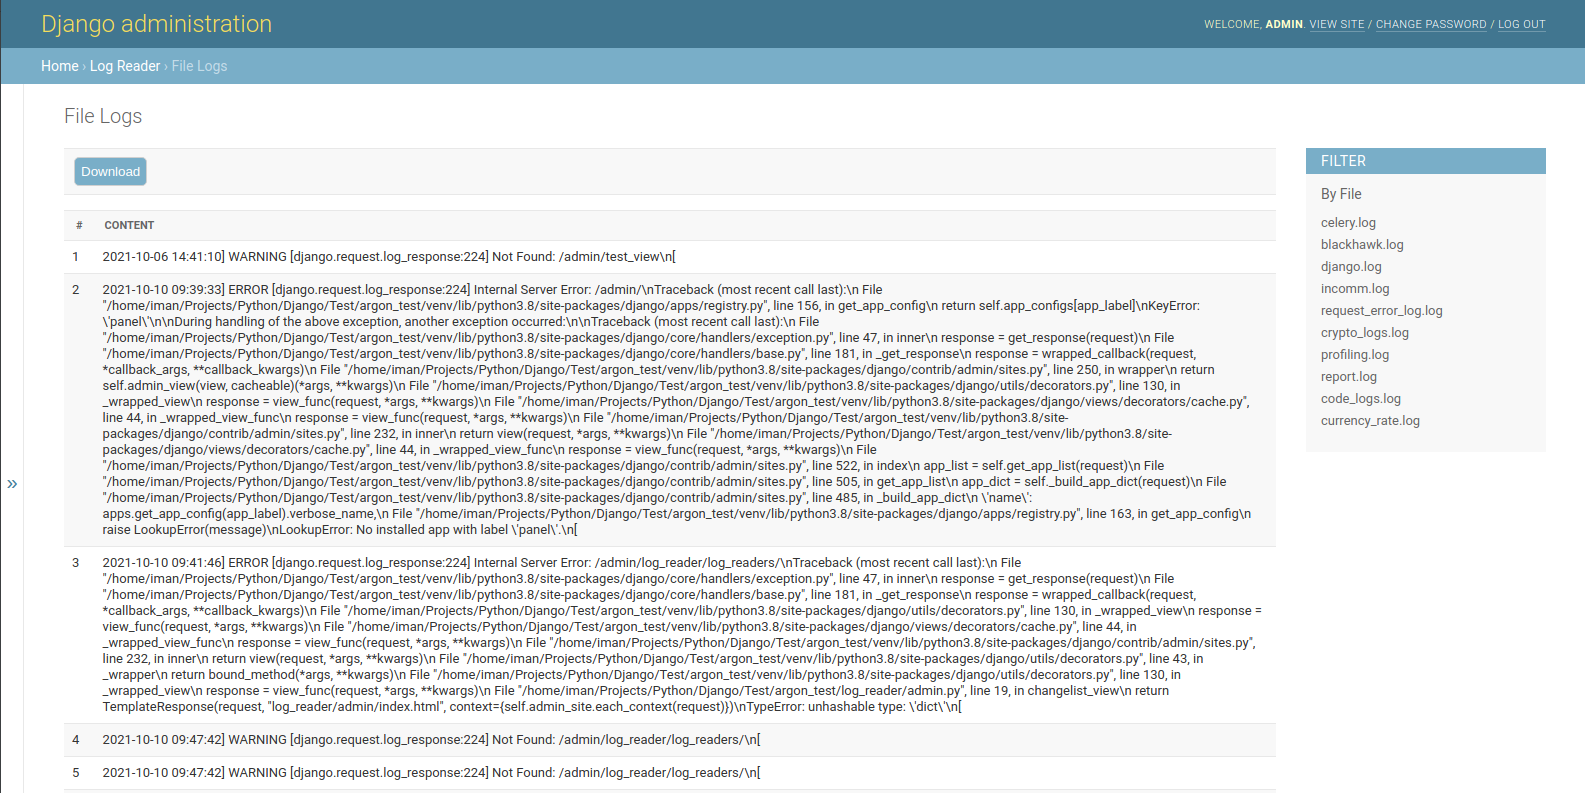 Django administration
WELCOME, ADMIN. VIEW SITE / CHANGE PASSWORD / LOG OUT
Home › Log Reader › File Logs
File Logs
Download
# CONTENT
1 2021-10-06 14:41:10] WARNING [django.request.log_response:224] Not Found: /admin/test_view\n[
2 2021-10-10 09:39:33] ERROR [django.request.log_response:224] Internal Server Error: /admin/\nTraceback (most recent call last):\n File
"/home/iman/Projects/Python/Django/Test/argon_test/venv/lib/python3.8/site-packages/django/apps/registry.py", line 156, in get_app_config\n return self.app_configs[app_label]\nKeyError:
\'panel\'\n\nDuring handling of the above exception, another exception occurred:\n\nTraceback (most recent call last):\n File
"/home/iman/Projects/Python/Django/Test/argon_test/venv/lib/python3.8/site-packages/django/core/handlers/exception.py", line 47, in inner\n response = get_response(request)\n File
"/home/iman/Projects/Python/Django/Test/argon_test/venv/lib/python3.8/site-packages/django/core/handlers/base.py", line 181, in _get_response\n response = wrapped_callback(request,
*callback_args, **callback_kwargs)\n File "/home/iman/Projects/Python/Django/Test/argon_test/venv/lib/python3.8/site-packages/django/contrib/admin/sites.py", line 250, in wrapper\n return
self.admin_view(view, cacheable)(*args, **kwargs)\n File "/home/iman/Projects/Python/Django/Test/argon_test/venv/lib/python3.8/site-packages/django/utils/decorators.py", line 130, in
_wrapped_view\n response = view_func(request, *args, **kwargs)\n File "/home/iman/Projects/Python/Django/Test/argon_test/venv/lib/python3.8/site-packages/django/views/decorators/cache.py",
line 44, in _wrapped_view_func\n response = view_func(request, *args, **kwargs)\n File "/home/iman/Projects/Python/Django/Test/argon_test/venv/lib/python3.8/site-
packages/django/contrib/admin/sites.py", line 232, in inner\n return view(request, *args, **kwargs)\n File "/home/iman/Projects/Python/Django/Test/argon_test/venv/lib/python3.8/site-
packages/django/views/decorators/cache.py", line 44, in _wrapped_view_func\n response = view_func(request, *args, **kwargs)\n File
"/home/iman/Projects/Python/Django/Test/argon_test/venv/lib/python3.8/site-packages/django/contrib/admin/sites.py", line 522, in index\n app_list = self.get_app_list(request)\n File
"/home/iman/Projects/Python/Django/Test/argon_test/venv/lib/python3.8/site-packages/django/contrib/admin/sites.py", line 505, in get_app_list\n app_dict = self._build_app_dict(request)\n File
"/home/iman/Projects/Python/Django/Test/argon_test/venv/lib/python3.8/site-packages/django/contrib/admin/sites.py", line 485, in _build_app_dict\n \'name\':
apps.get_app_config(app_label).verbose_name,\n File "/home/iman/Projects/Python/Django/Test/argon_test/venv/lib/python3.8/site-packages/django/apps/registry.py", line 163, in get_app_config\n
raise LookupError(message)\nLookupError: No installed app with label \'panel\'.\n[
3 2021-10-10 09:41:46] ERROR [django.request.log_response:224] Internal Server Error: /admin/log_reader/log_readers/\nTraceback (most recent call last):\n File
"/home/iman/Projects/Python/Django/Test/argon_test/venv/lib/python3.8/site-packages/django/core/handlers/exception.py", line 47, in inner\n response = get_response(request)\n File
"/home/iman/Projects/Python/Django/Test/argon_test/venv/lib/python3.8/site-packages/django/core/handlers/base.py", line 181, in _get_response\n response = wrapped_callback(request,
*callback_args, **callback_kwargs)\n File "/home/iman/Projects/Python/Django/Test/argon_test/venv/lib/python3.8/site-packages/django/utils/decorators.py", line 130, in _wrapped_view\n response =
view_func(request, *args, **kwargs)\n File "/home/iman/Projects/Python/Django/Test/argon_test/venv/lib/python3.8/site-packages/django/views/decorators/cache.py", line 44, in
_wrapped_view_func\n response = view_func(request, *args, **kwargs)\n File "/home/iman/Projects/Python/Django/Test/argon_test/venv/lib/python3.8/site-packages/django/contrib/admin/sites.py",
line 232, in inner\n return view(request, *args, **kwargs)\n File "/home/iman/Projects/Python/Django/Test/argon_test/venv/lib/python3.8/site-packages/django/utils/decorators.py", line 43, in
_wrapper\n return bound_method(*args, **kwargs)\n File "/home/iman/Projects/Python/Django/Test/argon_test/venv/lib/python3.8/site-packages/django/utils/decorators.py", line 130, in
_wrapped_view\n response = view_func(request, *args, **kwargs)\n File "/home/iman/Projects/Python/Django/Test/argon_test/log_reader/admin.py", line 19, in changelist_view\n return
TemplateResponse(request, "log_reader/admin/index.html", context={self.admin_site.each_context(request)})\nTypeError: unhashable type: \'dict\'\n[
4 2021-10-10 09:47:42] WARNING [django.request.log_response:224] Not Found: /admin/log_reader/log_readers/\n[
5 2021-10-10 09:47:42] WARNING [django.request.log_response:224] Not Found: /admin/log_reader/log_readers/\n[
FILTER
By File
celery.log
blackhawk.log
django.log
incomm.log
request_error_log.log
crypto_logs.log
profiling.log
report.log
code_logs.log
currency_rate.log
»